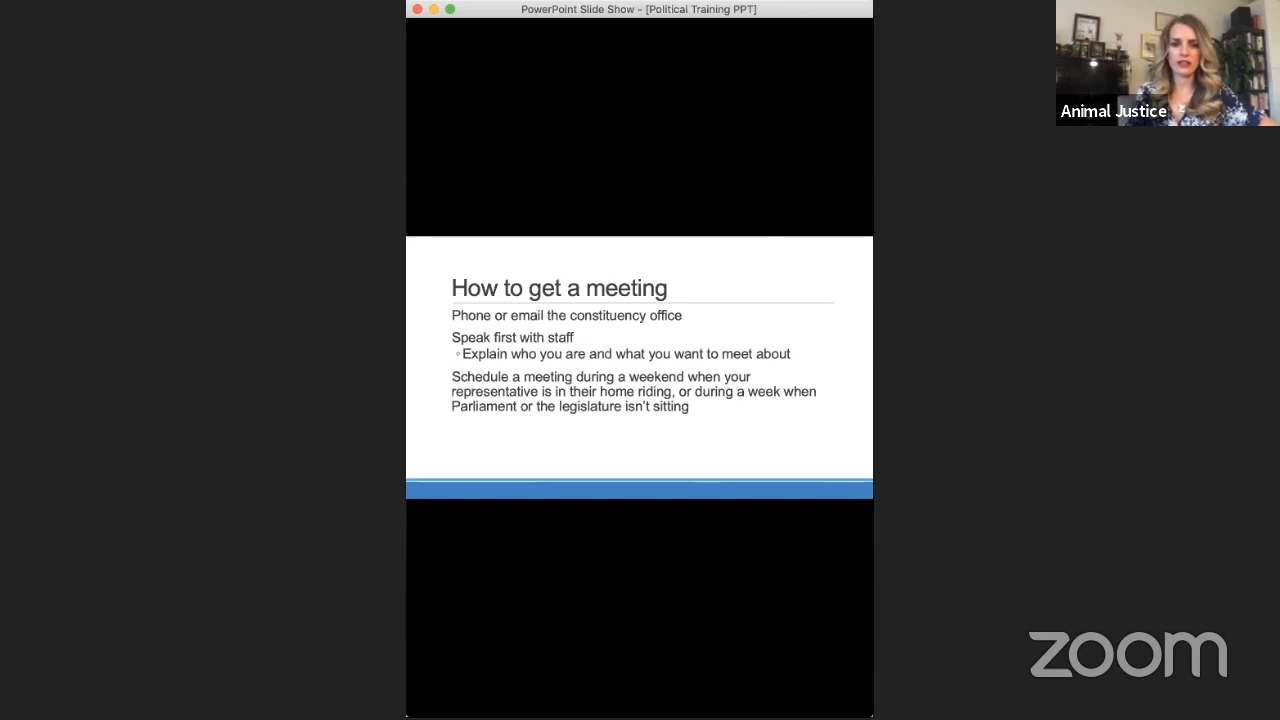 PowerPoint Slide Show - [Political Training PPT]
Animal Justice
How to get a meeting
Phone or email the constituency office
Speak first with staff
◦ Explain who you are and what you want to meet about
Schedule a meeting during a weekend when your
representative is in their home riding, or during a week when
Parliament or the legislature isn't sitting
zoom